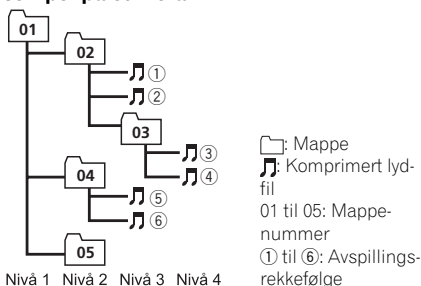 01
02
①
②
03
③
④
04
⑤
⑥
05
Nivå 1 Nivå 2 Nivå 3 Nivå 4
: Mappe
: Komprimert lyd-
fil
01 til 05: Mappe-
nummer
① til ⑥: Avspillings-
rekkefølge